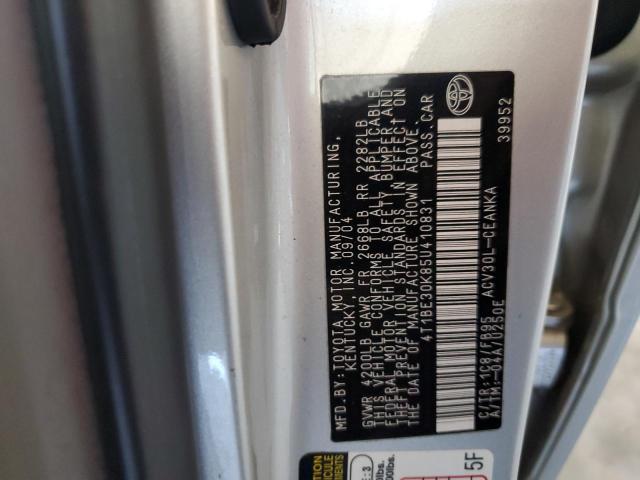 MFD.BY:TOYOTA MOTOR MANUFACTURING,
KENTUCKY, INC. 09/04
GVWR 4200LB GAWR FR 2668LB RR 2282LB
THIS VEHICLE CONFORMS TO ALL APPLICABLE
FEDERAL MOTOR VEHICLE SAFETY, BUMPER, AND
THEFT PREVENTION STANDARDS IN EFFECT ON
THE DATE OF MANUFACTURE SHOWN ABOVE.
4T1BE30K85U410831 PASS.CAR
C/TR:1C8/FB95 ACV30L-CEANKA
A/TM:-04A/U250E 39952
5F